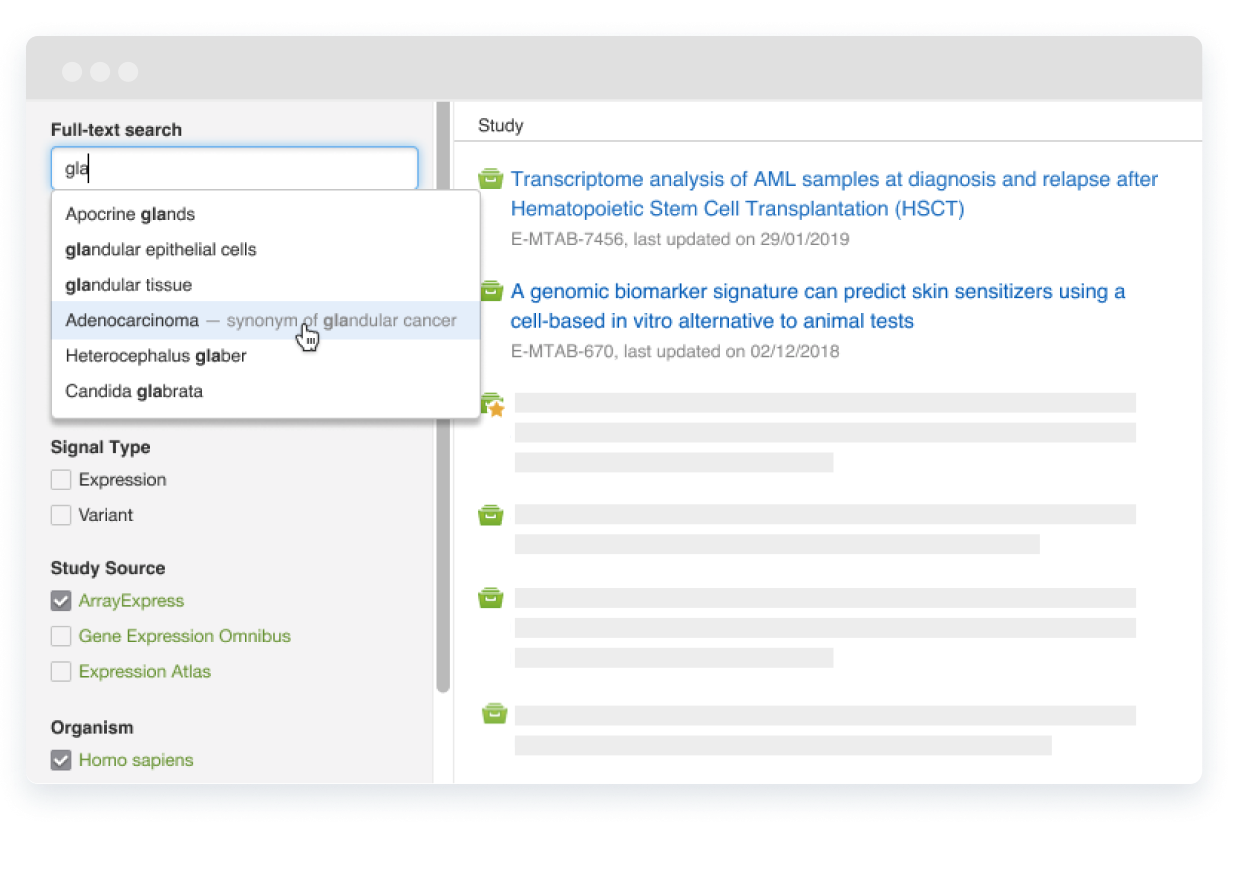 Full-text search
gla
Apocrine glands
glandular epithelial cells
glandular tissue
Adenocarcinoma — synonym of glandular cancer
Heterocephalus glaber
Candida glabrata
Signal Type
Expression
Variant
Study Source
ArrayExpress
Gene Expression Omnibus
Expression Atlas
Organism
Homo sapiens
Study
Transcriptome analysis of AML samples at diagnosis and relapse after
Hematopoietic Stem Cell Transplantation (HSCT)
E-MTAB-7456, last updated on 29/01/2019
A genomic biomarker signature can predict skin sensitizers using a
cell-based in vitro alternative to animal tests
E-MTAB-670, last updated on 02/12/2018